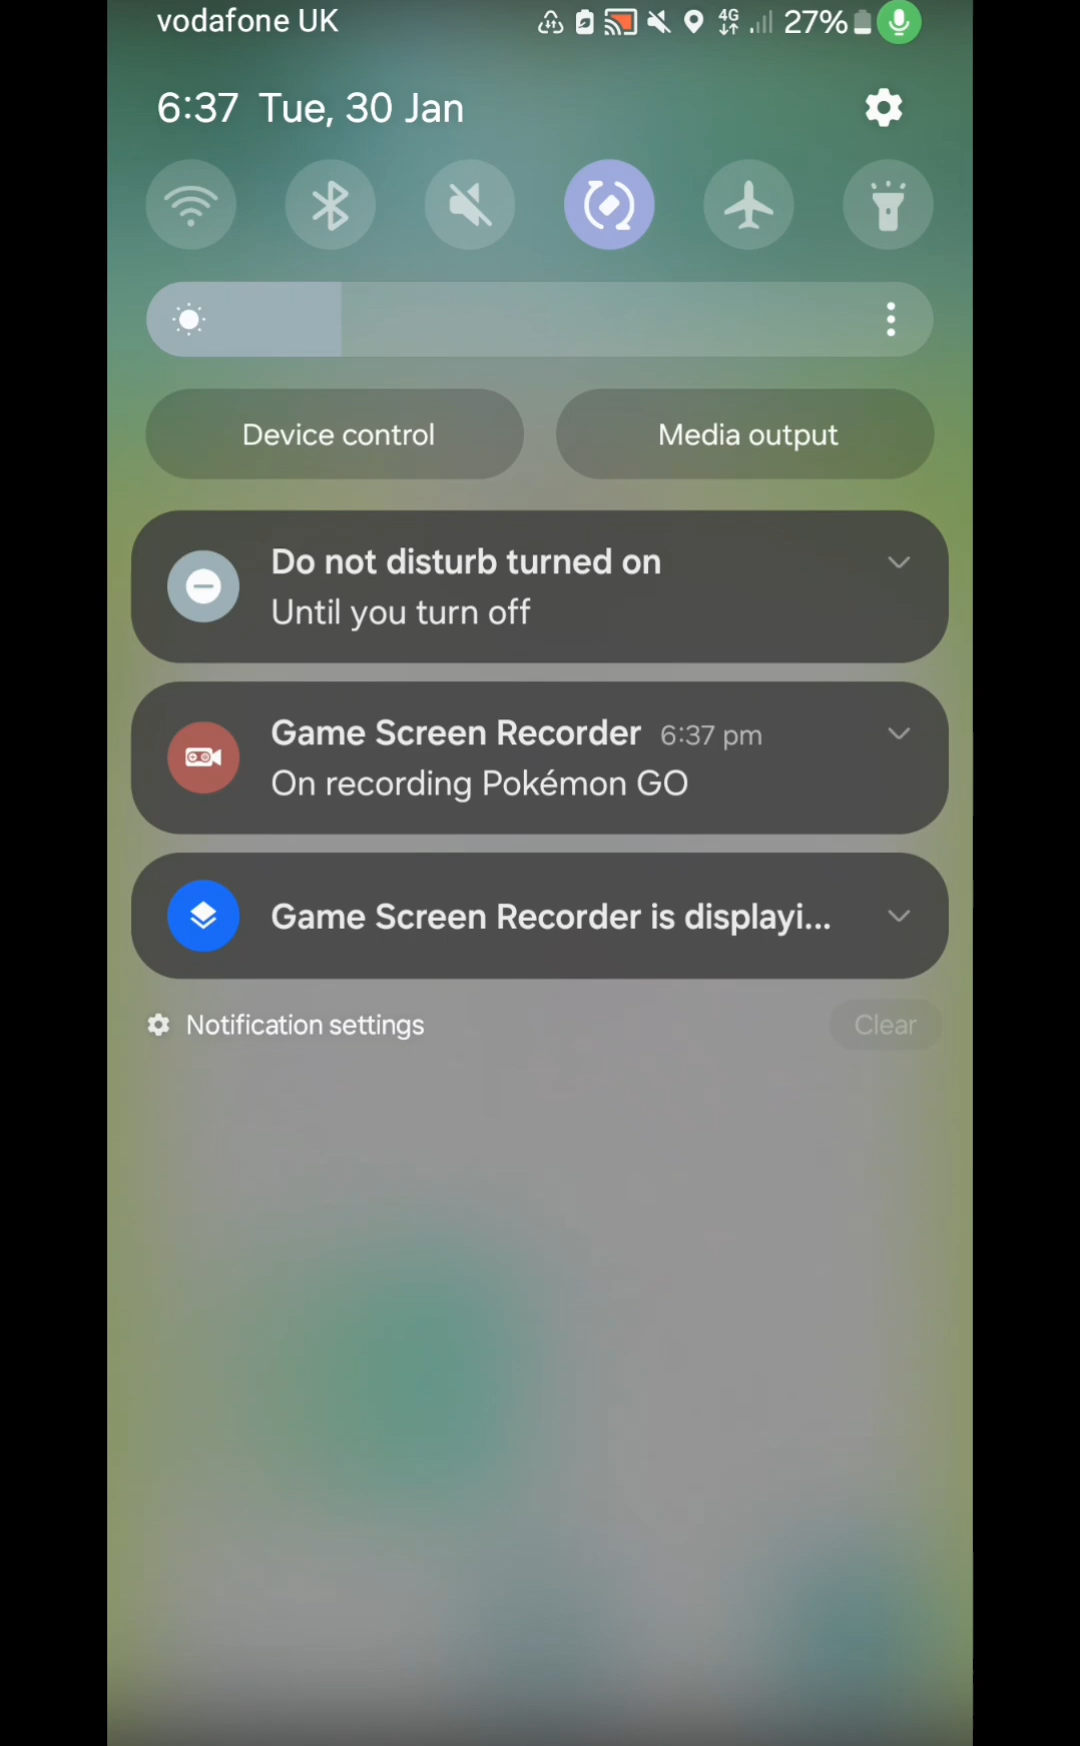 vodafone UK
4G
27%
6:37 Tue, 30 Jan
Device control
Media output
Do not disturb turned on
Until you turn off
Game Screen Recorder 6:37 pm
On recording Pokémon GO
Game Screen Recorder is displayi...
Notification settings
Clear